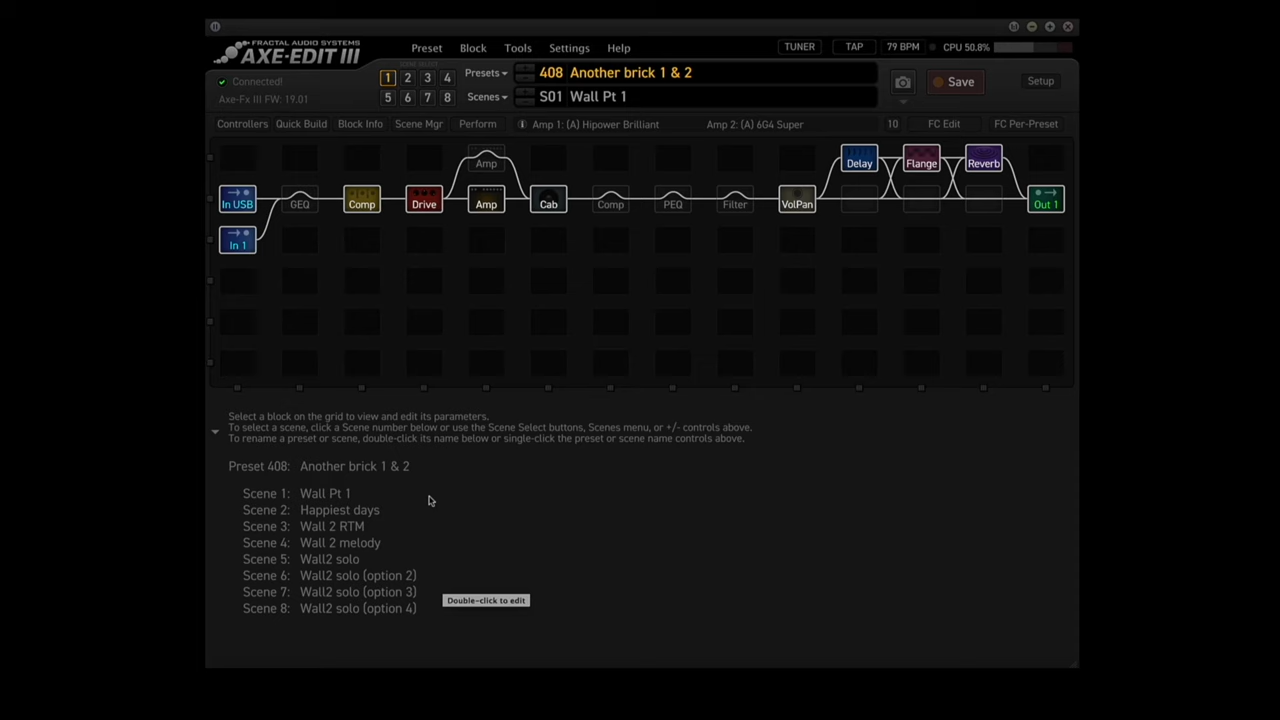 FRACTAL AUDIO SYSTEMS
AXE-EDIT III
Preset Block Tools Settings Help
TUNER TAP 79 BPM CPU 50.8%
SCENE SELECT
Connected!
Axe-Fx III FW: 19.01
1 2 3 4
5 6 7 8
Presets 408 Another brick 1 & 2
Scenes S01 Wall Pt 1
Save Setup
Controllers Quick Build Block Info Scene Mgr Perform Amp 1: (A) Hipower Brilliant Amp 2: (A) 6G4 Super 10 FC Edit FC Per-Preset
Amp Delay Flange Reverb
In USB GEQ Comp Drive Amp Cab Comp PEQ Filter VolPan Out 1
In 1
Select a block on the grid to view and edit its parameters.
To select a scene, click a Scene number below or use the Scene Select buttons, Scenes menu, or +/- controls above.
To rename a preset or scene, double-click its name below or single-click the preset or scene name controls above.
Preset 408: Another brick 1 & 2
Scene 1: Wall Pt 1
Scene 2: Happiest days
Scene 3: Wall 2 RTM
Scene 4: Wall 2 melody
Scene 5: Wall2 solo
Scene 6: Wall2 solo (option 2)
Scene 7: Wall2 solo (option 3)
Scene 8: Wall2 solo (option 4)
Double-click to edit